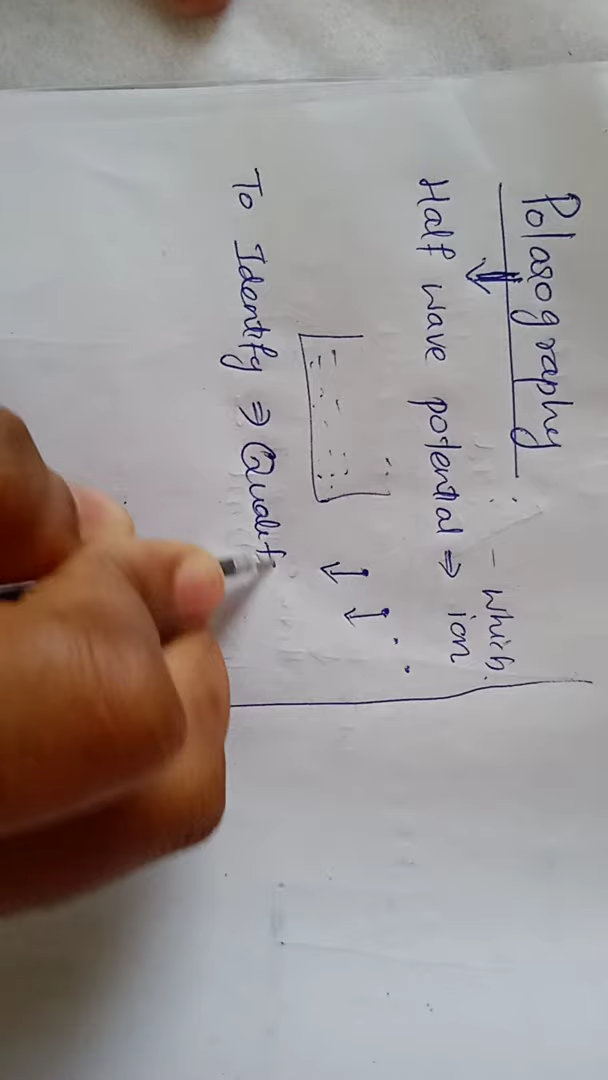 Polarography
Half wave potential ⇒ - which ion
To Identify ⇒ Qualit